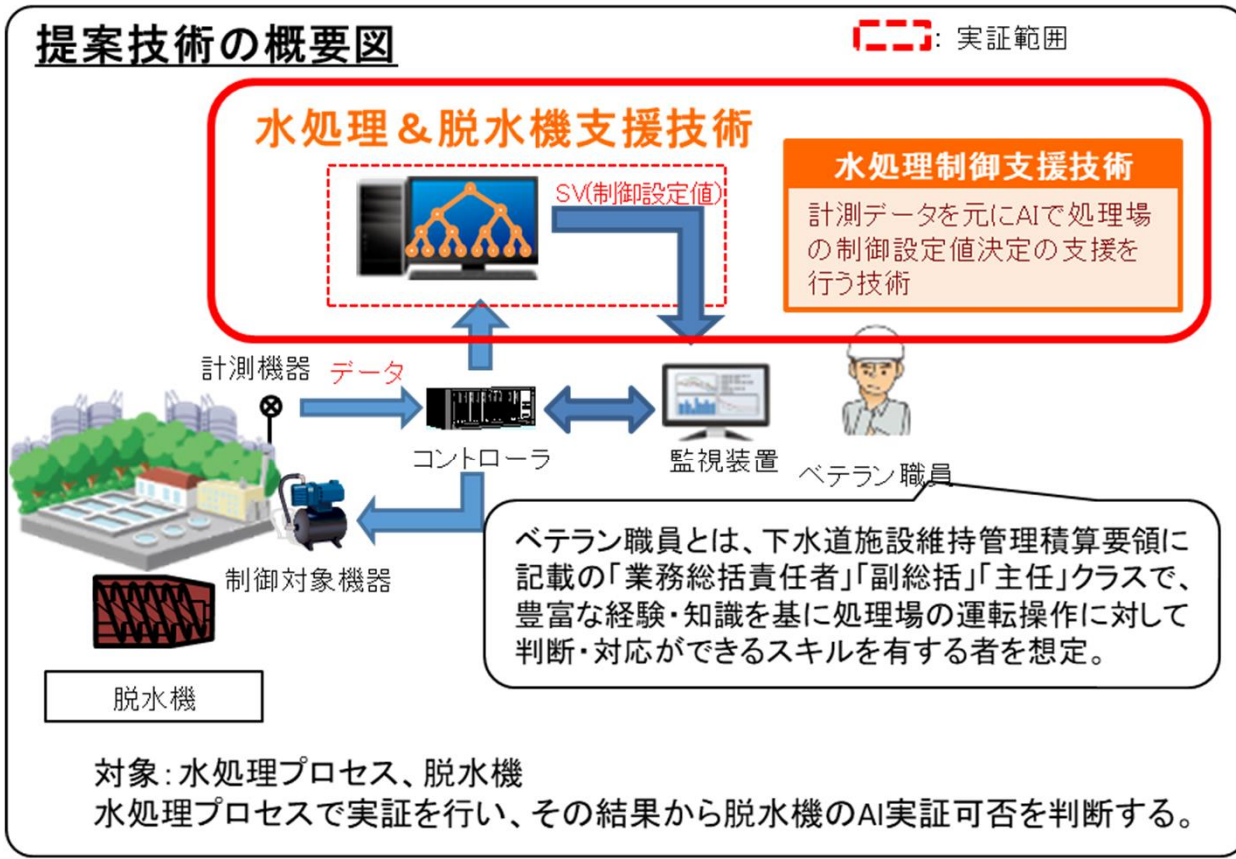 提案技術の概要図
: 実証範囲
水処理&脱水機支援技術
SV(制御設定値)
水処理制御支援技術
計測データを元にAIで処理場
の制御設定値決定の支援を
行う技術
計測機器
データ
コントローラ
監視装置
ベテラン職員
制御対象機器
ベテラン職員とは、下水道施設維持管理積算要領に
記載の「業務総括責任者」「副総括」「主任」クラスで、
豊富な経験・知識を基に処理場の運転操作に対して
判断・対応ができるスキルを有する者を想定。
脱水機
対象:水処理プロセス、脱水機
水処理プロセスで実証を行い、その結果から脱水機のAI実証可否を判断する。